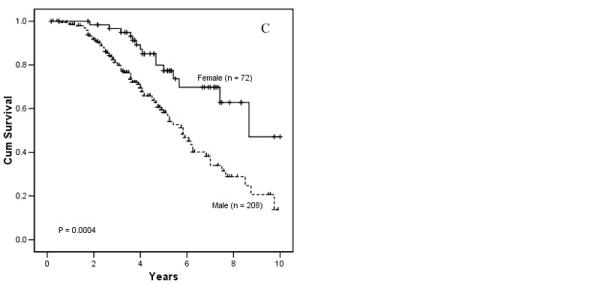 C
1.0
0.8
0.6
0.4
0.2
0.0
Cum Survival
Female (n = 72)
Male (n = 208)
P = 0.0004
0 2 4 6 8 10
Years